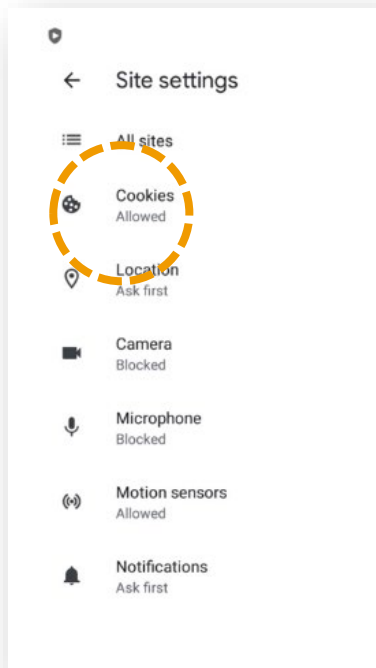 Site settings
All sites
Cookies
Allowed
Location
Ask first
Camera
Blocked
Microphone
Blocked
Motion sensors
Allowed
Notifications
Ask first